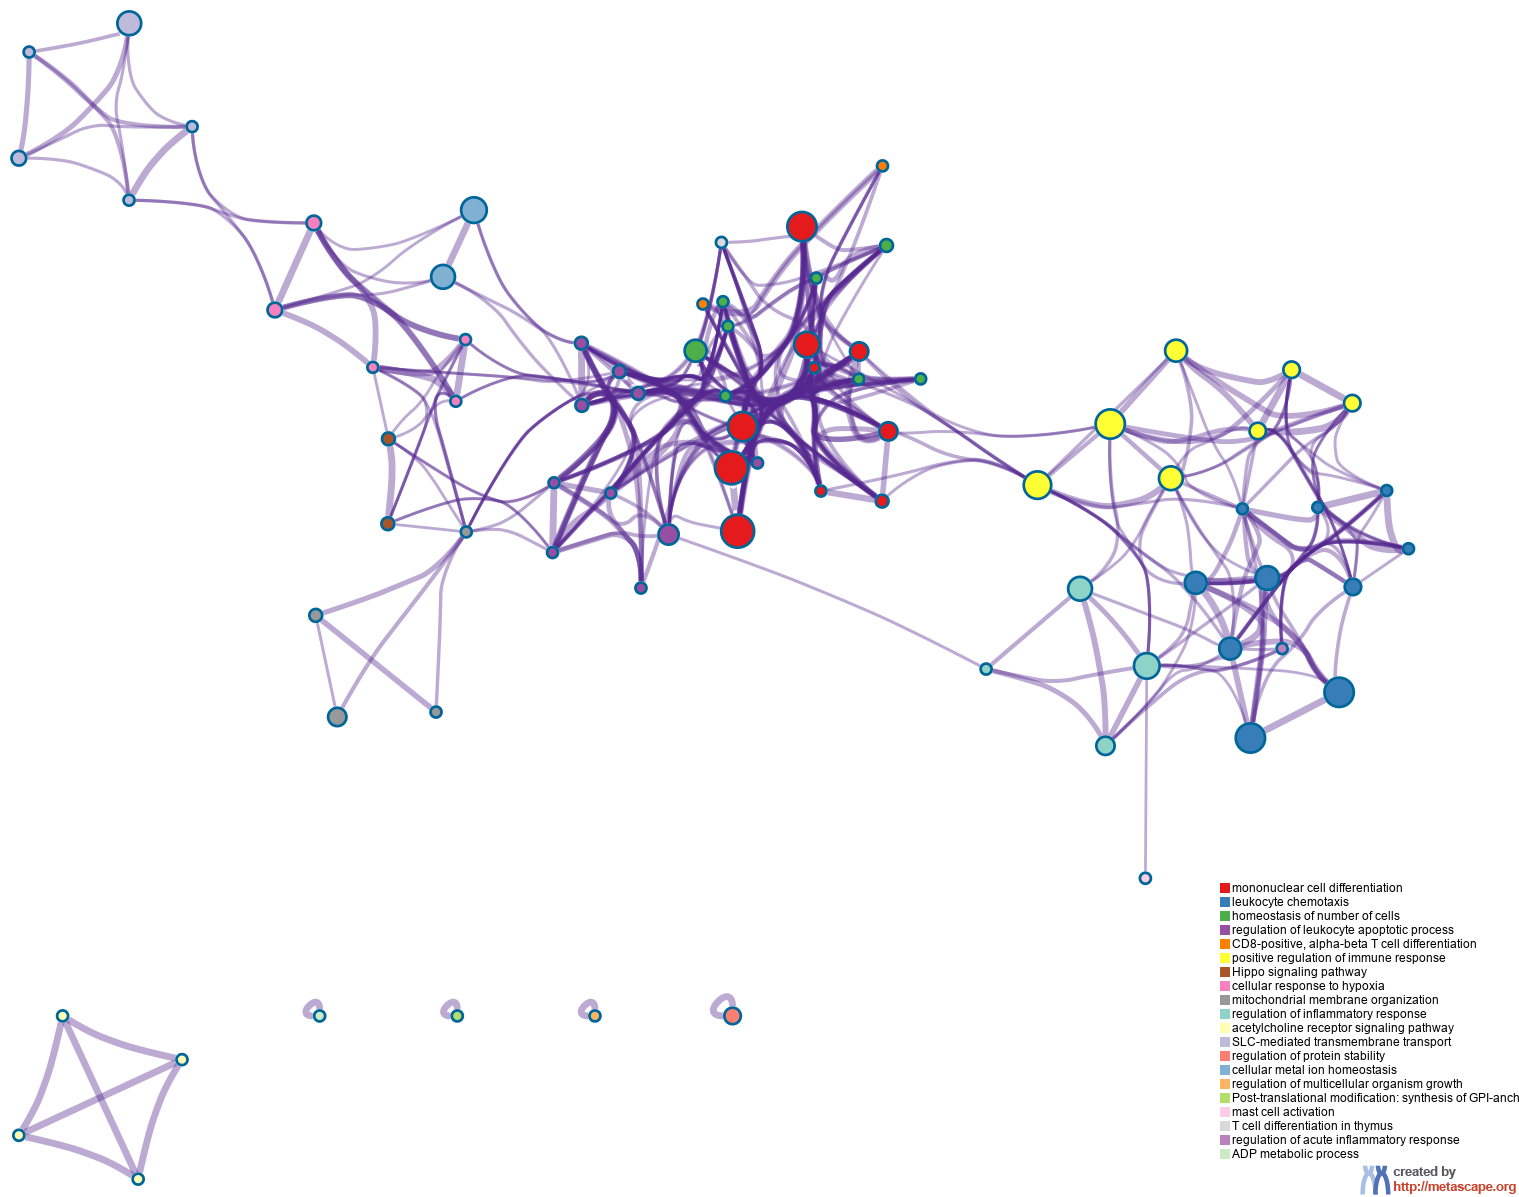 mononuclear cell differentiation
leukocyte chemotaxis
homeostasis of number of cells
regulation of leukocyte apoptotic process
CD8-positive, alpha-beta T cell differentiation
positive regulation of immune response
Hippo signaling pathway
cellular response to hypoxia
mitochondrial membrane organization
regulation of inflammatory response
acetylcholine receptor signaling pathway
SLC-mediated transmembrane transport
regulation of protein stability
cellular metal ion homeostasis
regulation of multicellular organism growth
Post-translational modification: synthesis of GPI-anch
mast cell activation
T cell differentiation in thymus
regulation of acute inflammatory response
ADP metabolic process
created by
http://metascape.org